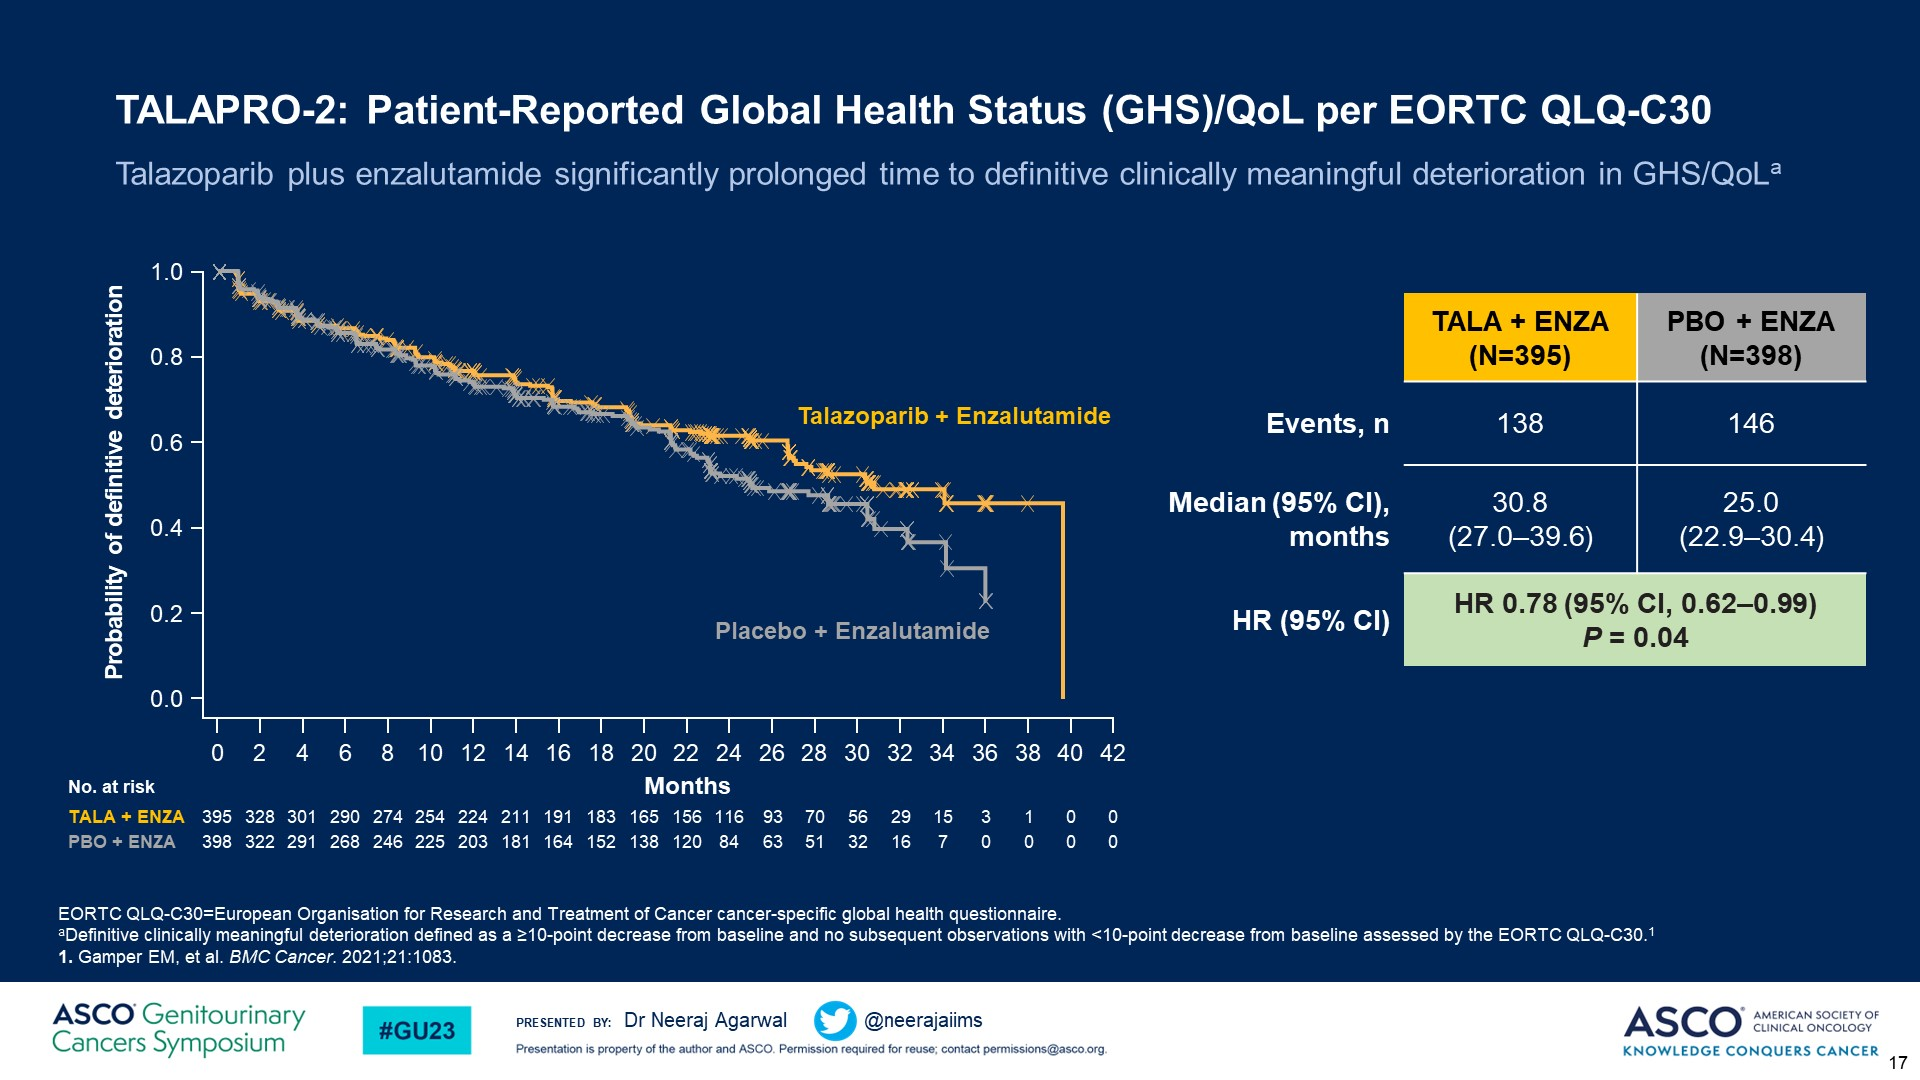 TALAPRO-2: Patient-Reported Global Health Status (GHS)/QoL per EORTC QLQ-C30
Talazoparib plus enzalutamide significantly prolonged time to definitive clinically meaningful deterioration in GHS/QoLᵃ
Probability of definitive deterioration
1.0
0.8
0.6
0.4
0.2
0.0
Talazoparib + Enzalutamide
Placebo + Enzalutamide
0 2 4 6 8 10 12 14 16 18 20 22 24 26 28 30 32 34 36 38 40 42
Months
No. at risk
TALA + ENZA 395 328 301 290 274 254 224 211 191 183 165 156 116 93 70 56 29 15 3 1 0 0
PBO + ENZA 398 322 291 268 246 225 203 181 164 152 138 120 84 63 51 32 16 7 0 0 0 0
TALA + ENZA PBO + ENZA
(N=395) (N=398)
Events, n 138 146
Median (95% CI), 30.8 25.0
months (27.0–39.6) (22.9–30.4)
HR (95% CI) HR 0.78 (95% CI, 0.62–0.99)
P = 0.04
EORTC QLQ-C30=European Organisation for Research and Treatment of Cancer cancer-specific global health questionnaire.
ᵃDefinitive clinically meaningful deterioration defined as a ≥10-point decrease from baseline and no subsequent observations with <10-point decrease from baseline assessed by the EORTC QLQ-C30.¹
1. Gamper EM, et al. BMC Cancer. 2021;21:1083.
ASCO® Genitourinary
Cancers Symposium
#GU23
PRESENTED BY: Dr Neeraj Agarwal @neerajaiims
Presentation is property of the author and ASCO. Permission required for reuse; contact permissions@asco.org.
ASCO® AMERICAN SOCIETY OF
CLINICAL ONCOLOGY
KNOWLEDGE CONQUERS CANCER
17